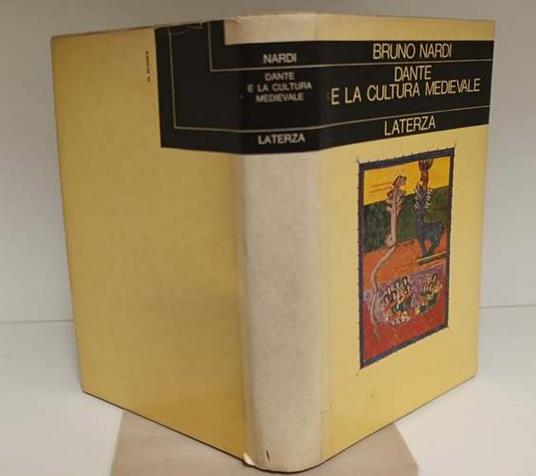 NARDI
DANTE
E LA CULTURA
MEDIEVALE
LATERZA
BRUNO NARDI
DANTE
E LA CULTURA MEDIEVALE
LATERZA